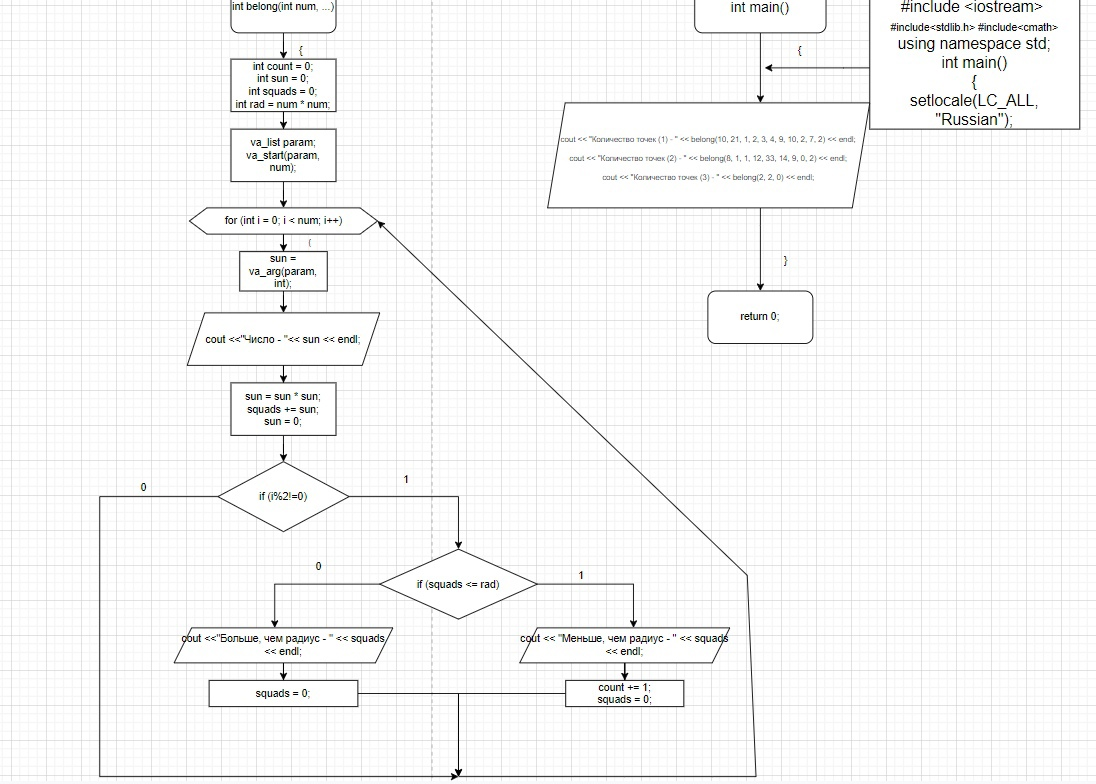 int belong(int num, ...)
{
int count = 0;
int sun = 0;
int squads = 0;
int rad = num * num;
va_list param;
va_start(param,
num);
for (int i = 0; i < num; i++)
{
sun =
va_arg(param,
int);
cout <<"Число - "<< sun << endl;
sun = sun * sun;
squads += sun;
sun = 0;
if (i%2!=0)
0
1
if (squads <= rad)
0
1
cout <<"Больше, чем радиус - " << squads
<< endl;
cout << "Меньше, чем радиус - " << squads
<< endl;
squads = 0;
count += 1;
squads = 0;
int main()
{
cout << "Количество точек (1) - " << belong(10, 21, 1, 2, 3, 4, 9, 10, 2, 7, 2) << endl;
cout << "Количество точек (2) - " << belong(8, 1, 1, 12, 33, 14, 9, 0, 2) << endl;
cout << "Количество точек (3) - " << belong(2, 2, 0) << endl;
}
return 0;
#include <iostream>
#include<stdlib.h> #include<cmath>
using namespace std;
int main()
{
setlocale(LC_ALL,
"Russian");